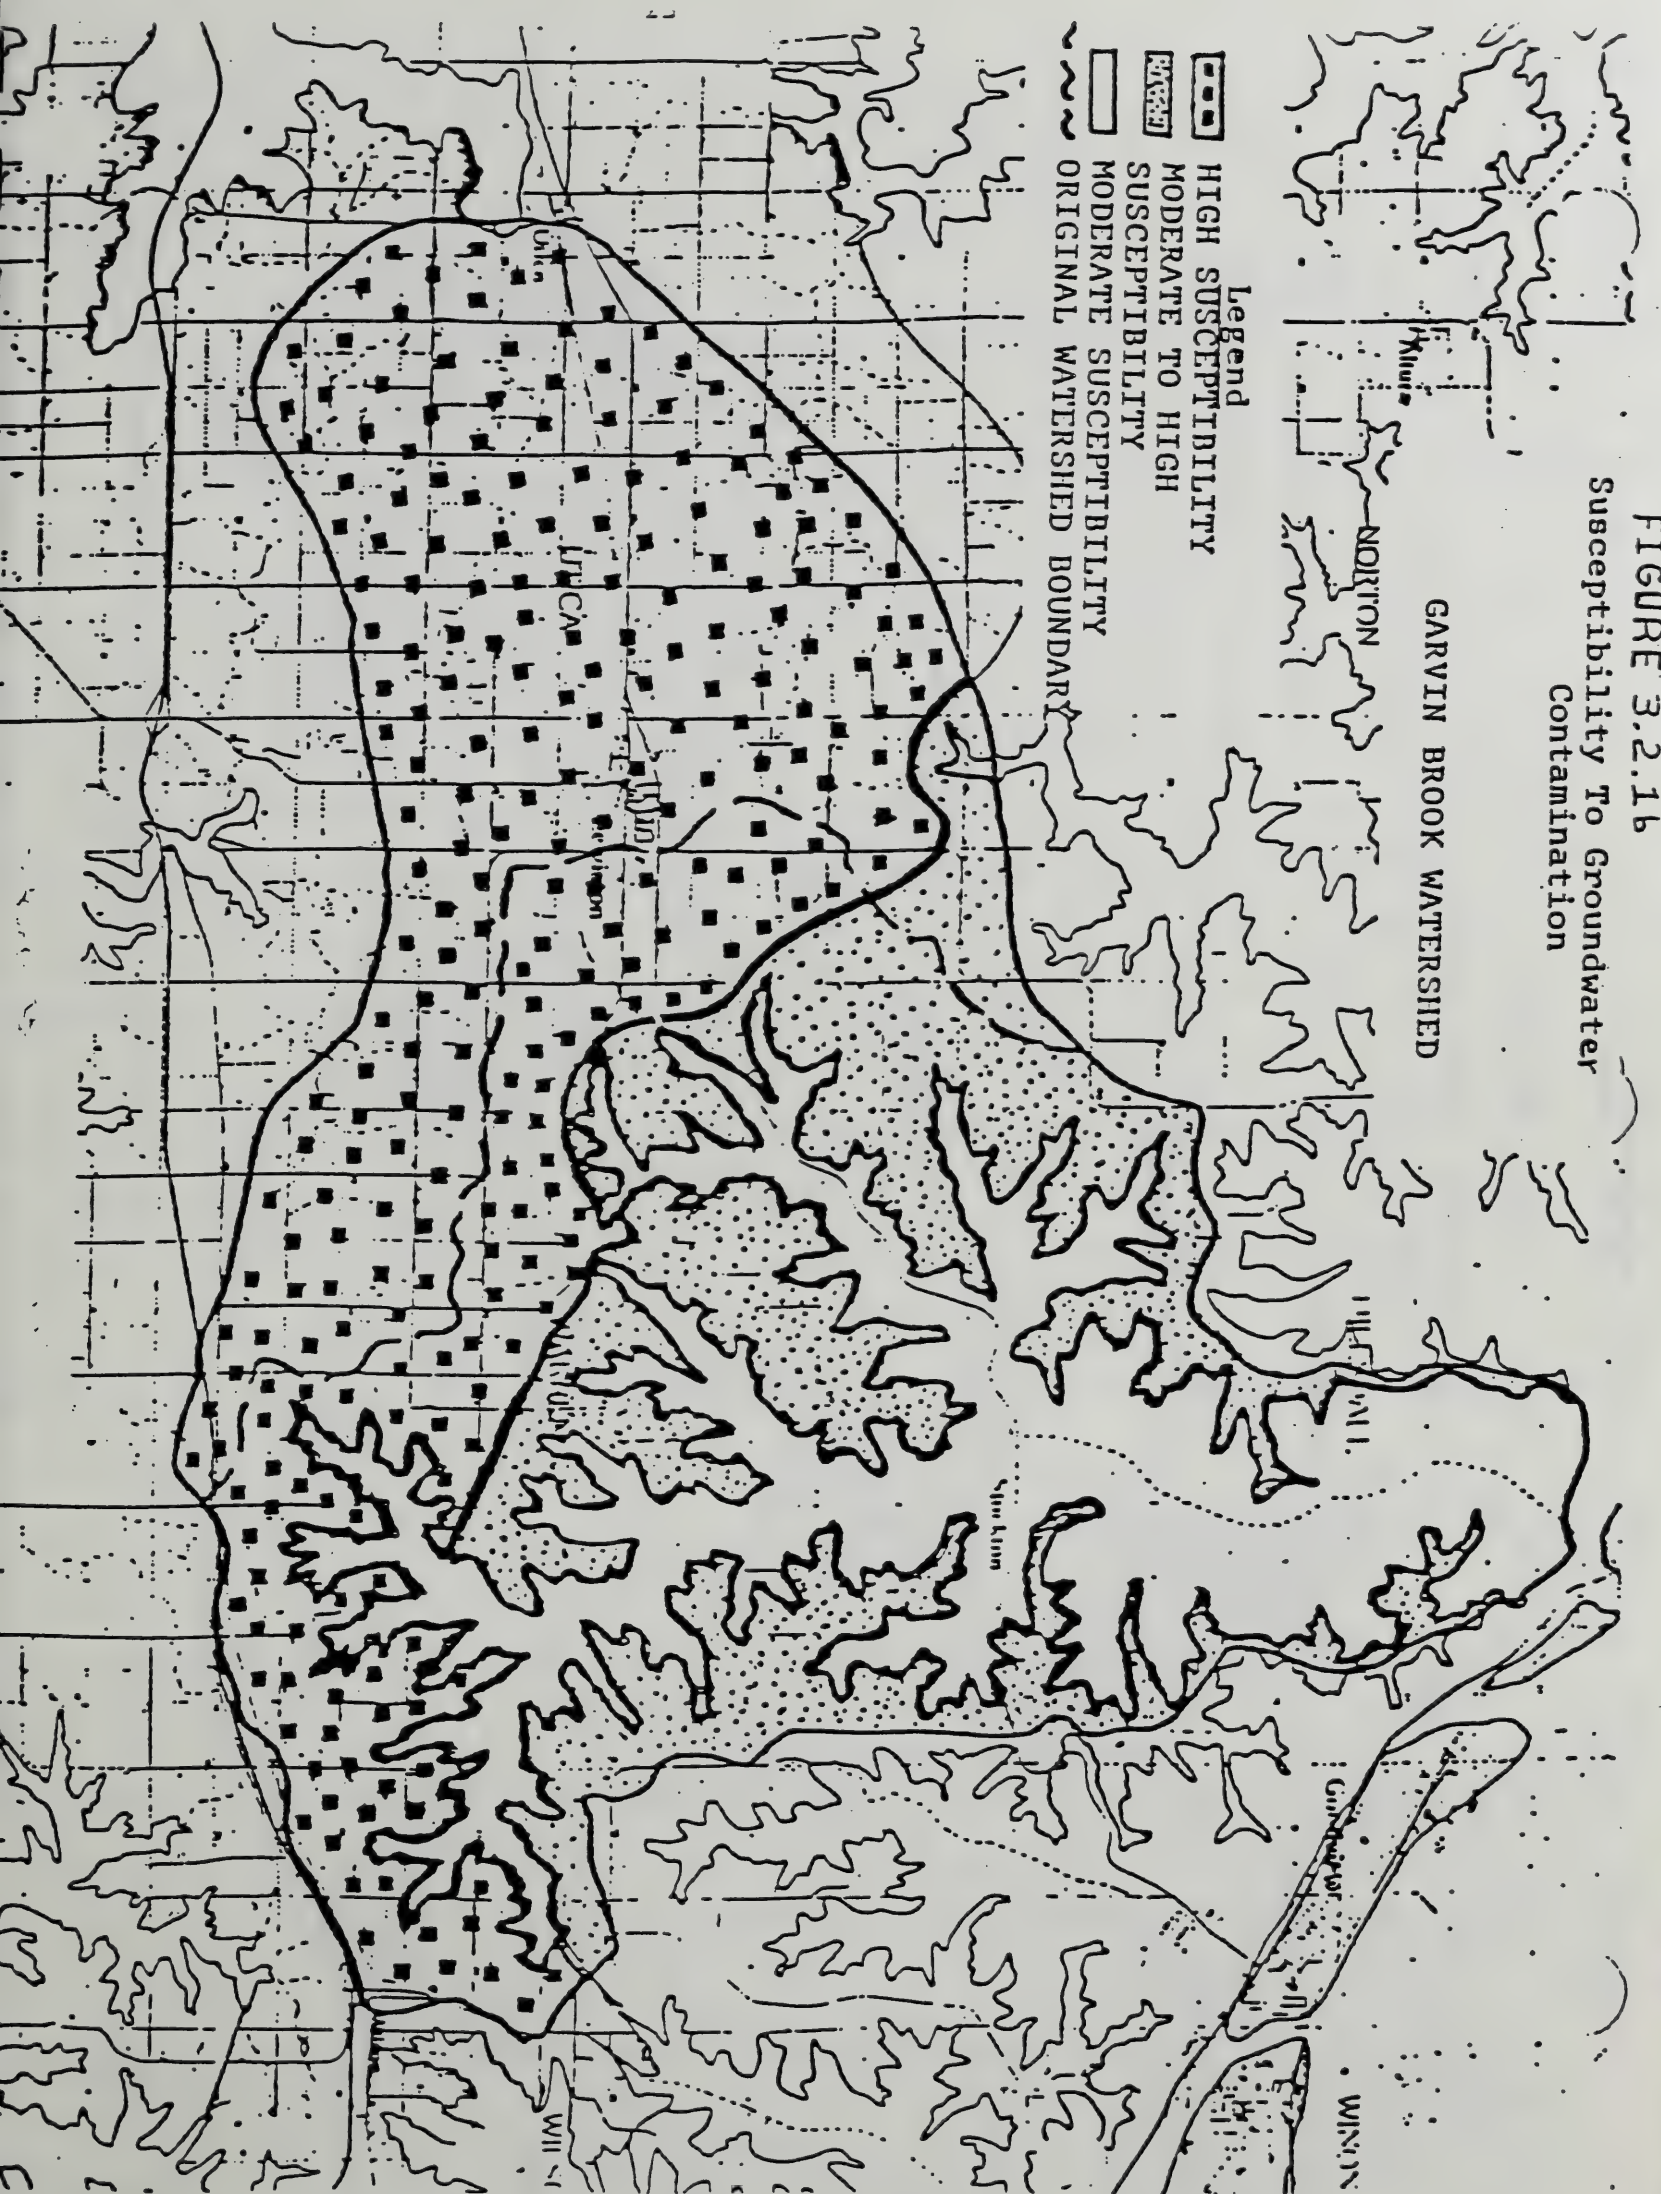 FIGURE 3.2.1b
Susceptibility To Groundwater
Contamination
GARVIN BROOK WATERSHED
NORTON
Legend
HIGH SUSCEPTIBILITY
MODERATE TO HIGH
SUSCEPTIBILITY
MODERATE SUSCEPTIBILITY
ORIGINAL WATERSHED BOUNDARY
UTICA